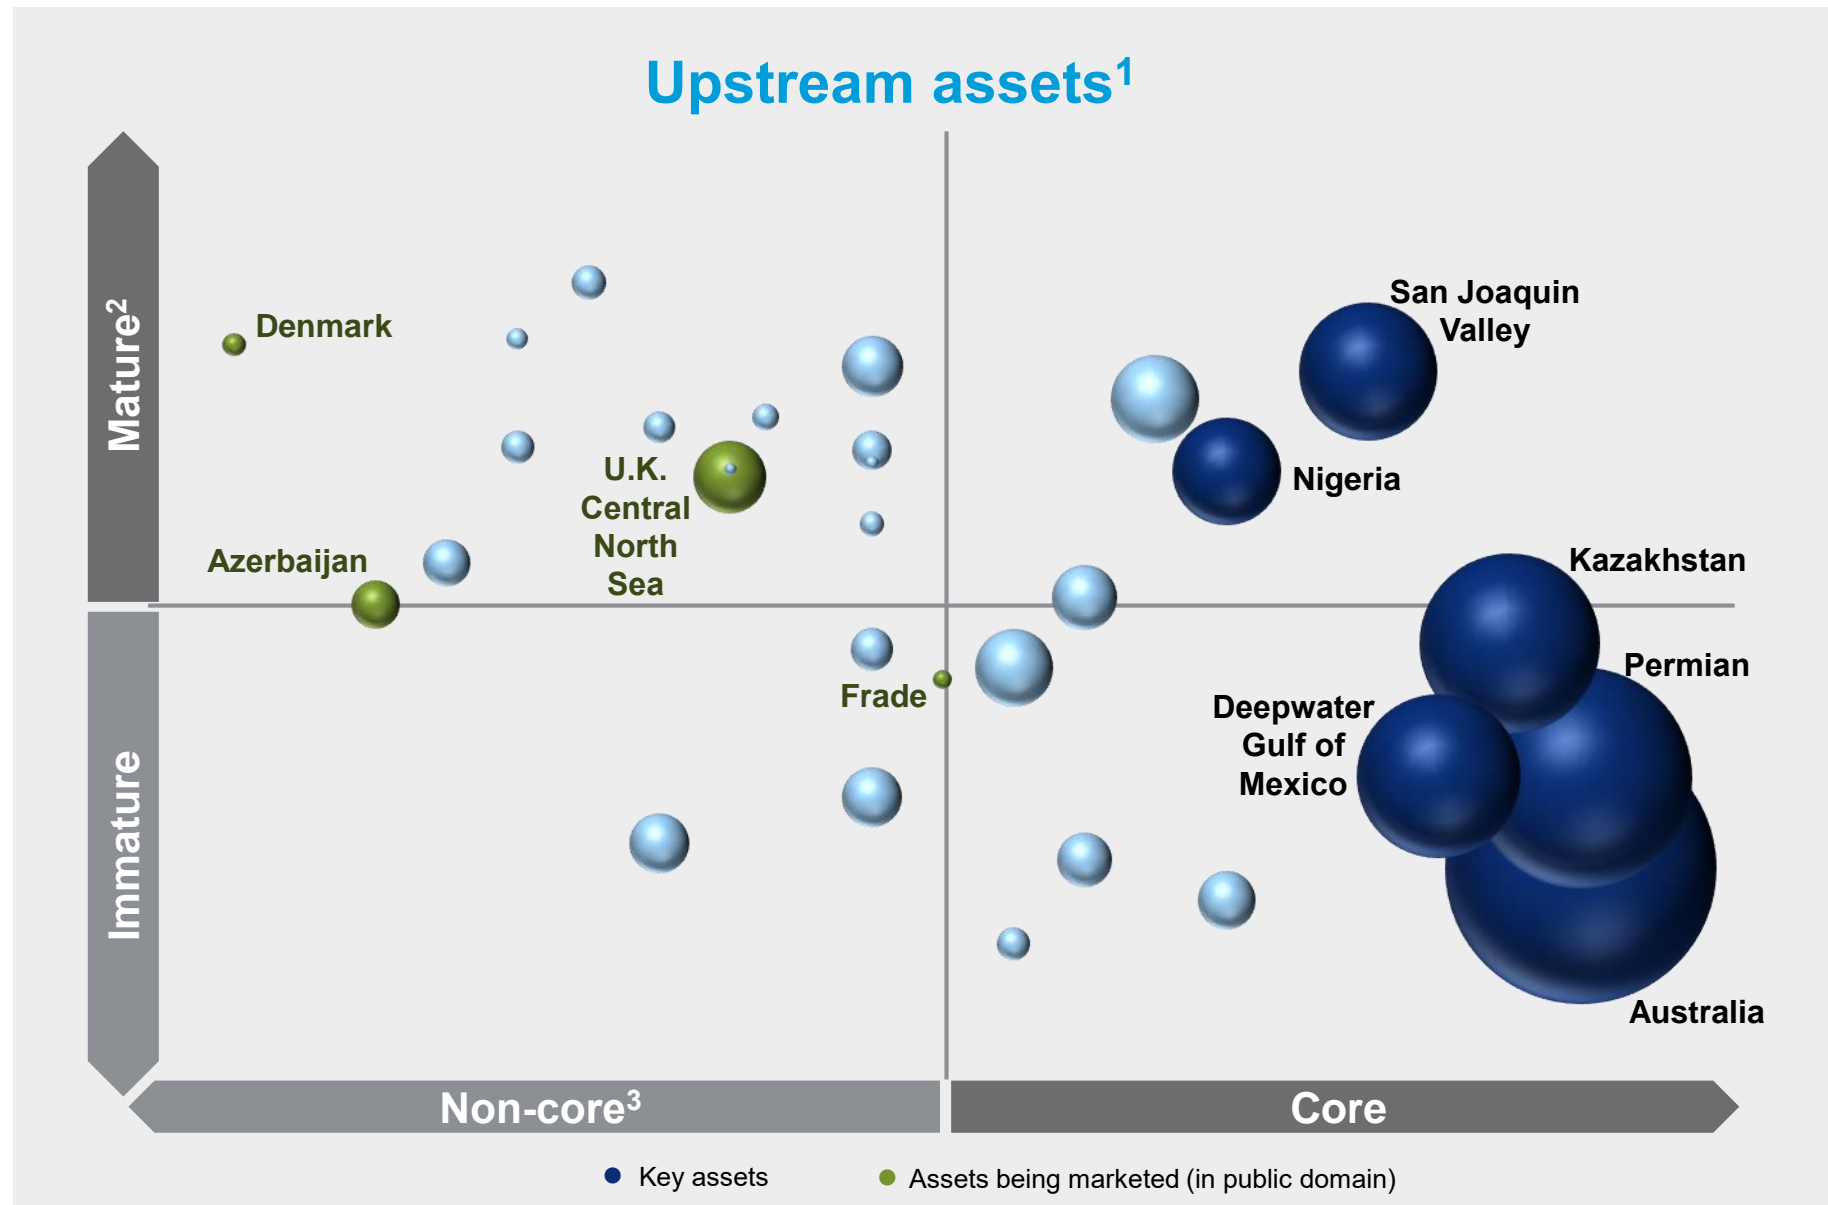 Upstream assets¹
Mature²
Immature
Denmark
San Joaquin
Valley
U.K.
Central
North
Sea
Nigeria
Azerbaijan
Kazakhstan
Frade
Permian
Deepwater
Gulf of
Mexico
Australia
Non-core³
Core
Key assets
Assets being marketed (in public domain)